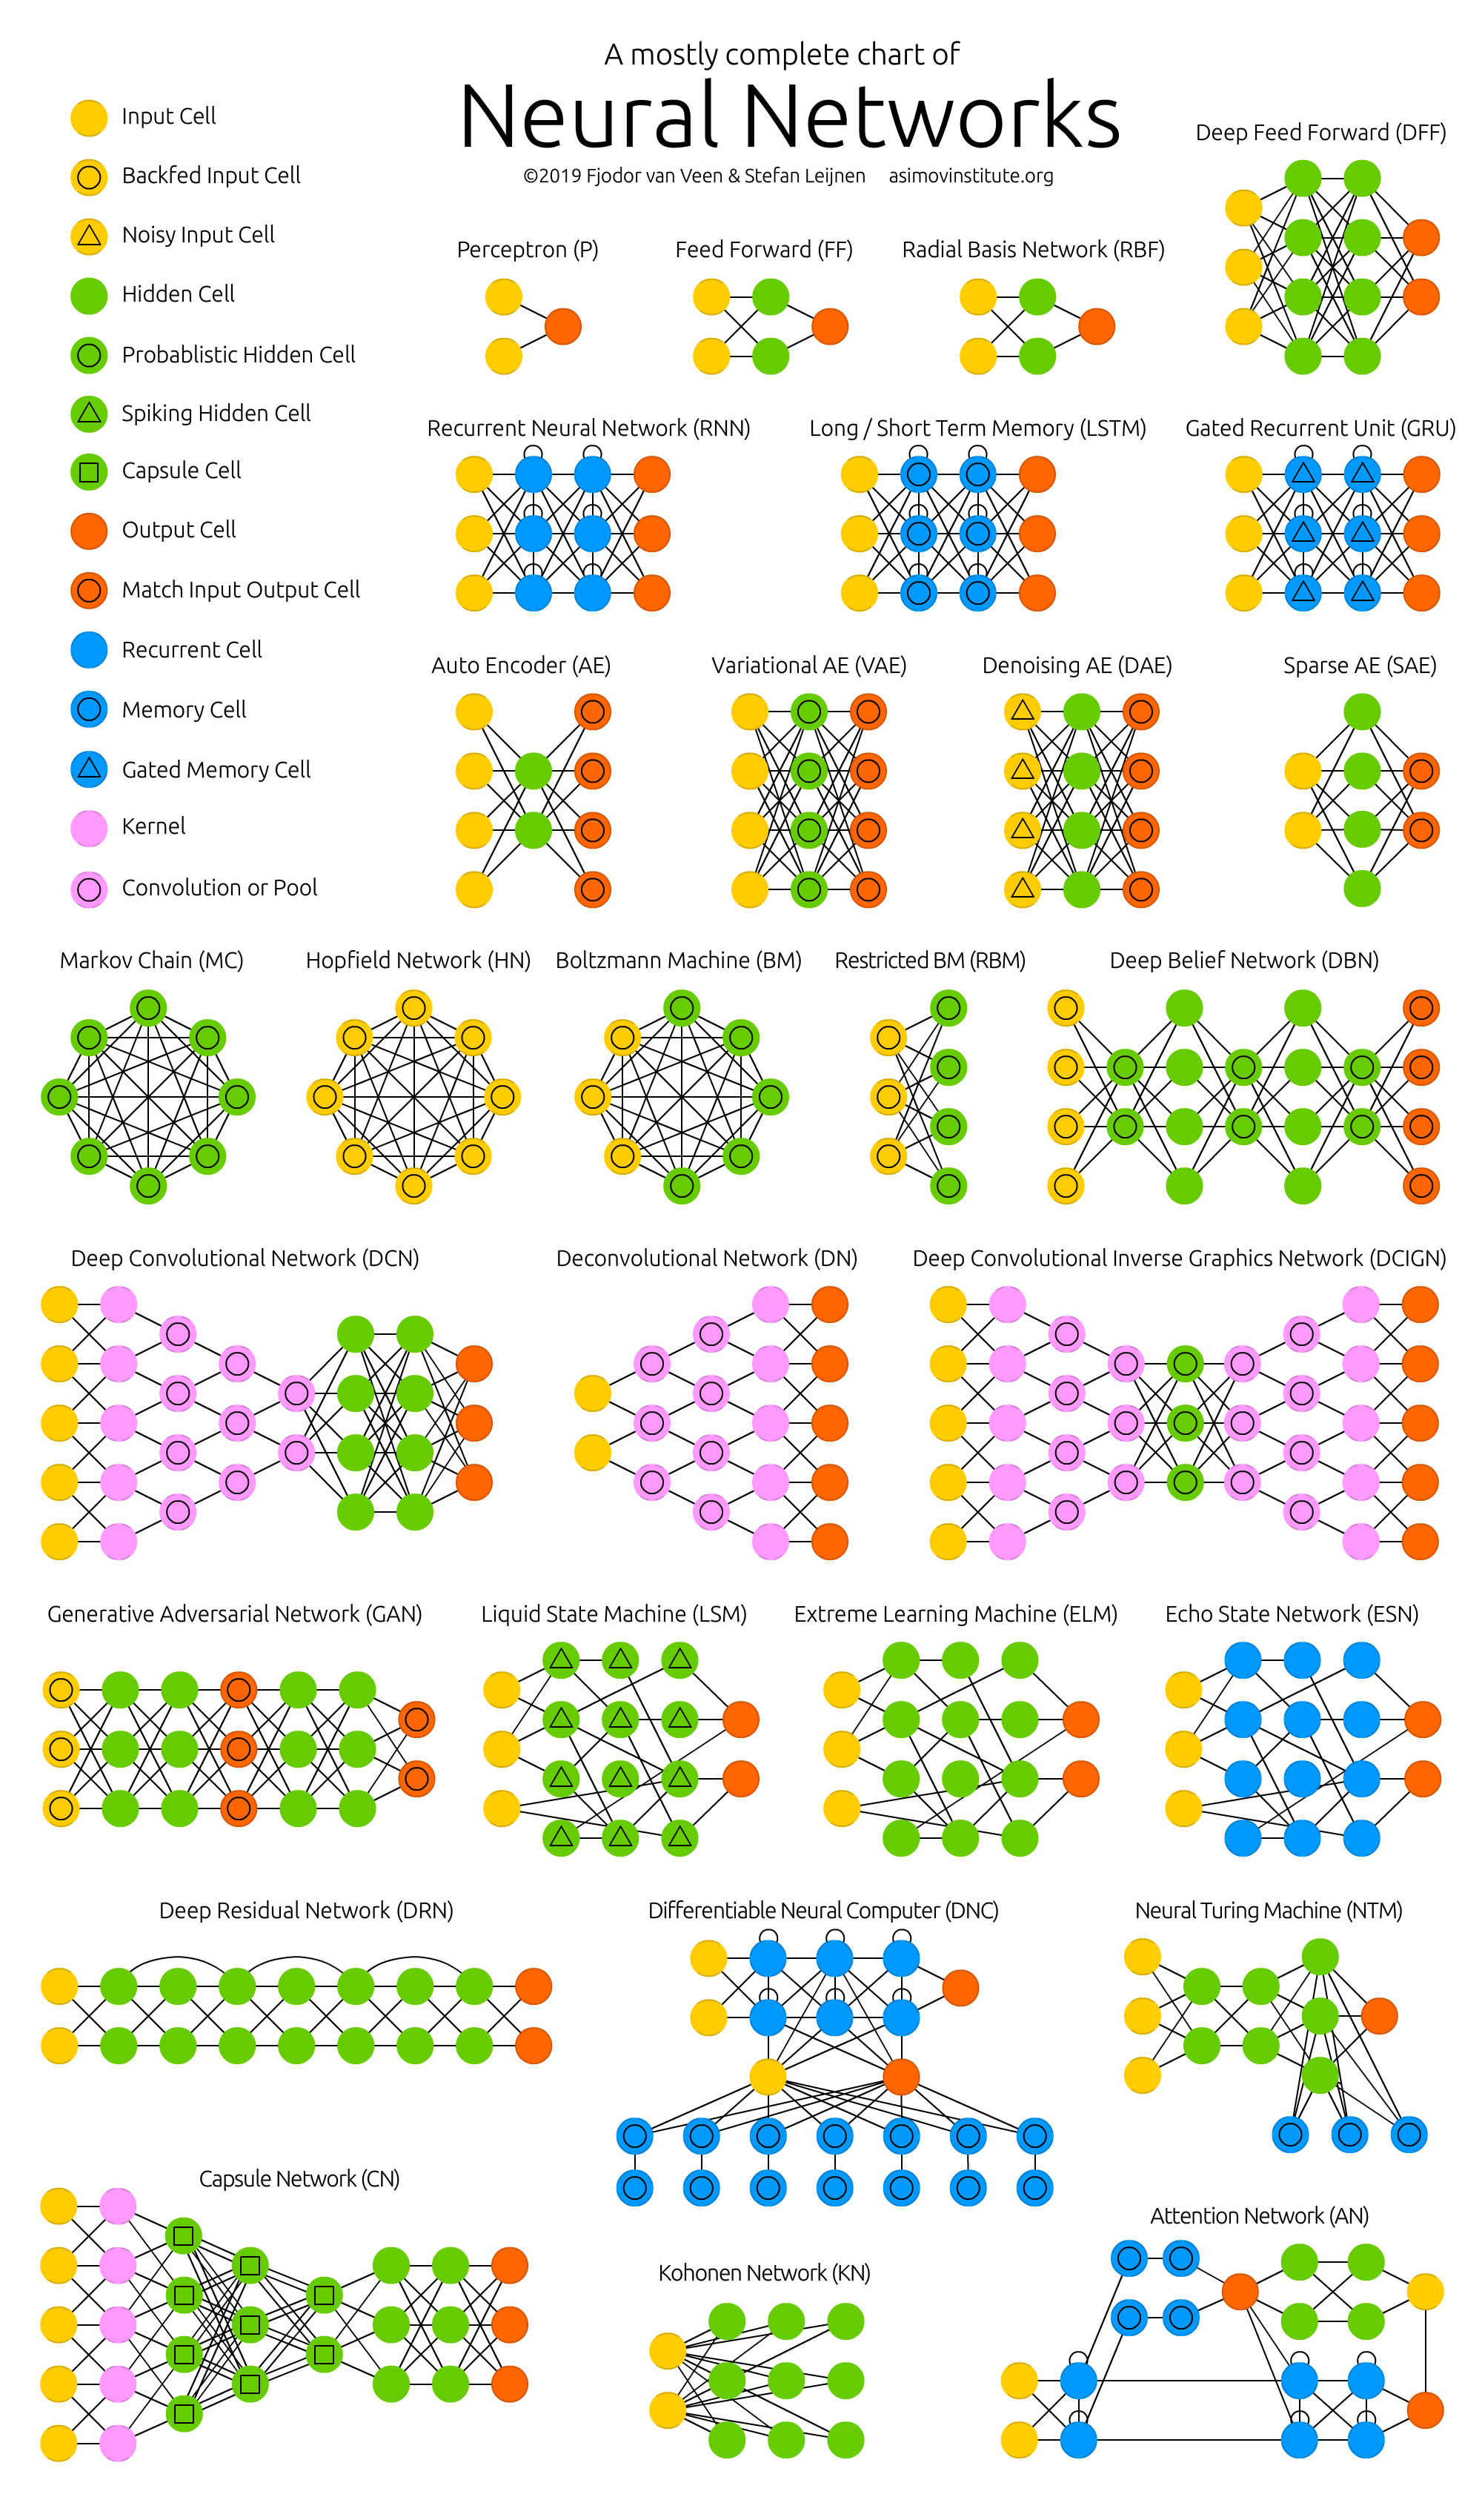 A mostly complete chart of
Neural Networks
©2019 Fjodor van Veen & Stefan Leijnen asimovinstitute.org
Input Cell
Backfed Input Cell
Noisy Input Cell
Hidden Cell
Probablistic Hidden Cell
Spiking Hidden Cell
Capsule Cell
Output Cell
Match Input Output Cell
Recurrent Cell
Memory Cell
Gated Memory Cell
Kernel
Convolution or Pool
Deep Feed Forward (DFF)
Perceptron (P)
Feed Forward (FF)
Radial Basis Network (RBF)
Recurrent Neural Network (RNN)
Long / Short Term Memory (LSTM)
Gated Recurrent Unit (GRU)
Auto Encoder (AE)
Variational AE (VAE)
Denoising AE (DAE)
Sparse AE (SAE)
Markov Chain (MC)
Hopfield Network (HN)
Boltzmann Machine (BM)
Restricted BM (RBM)
Deep Belief Network (DBN)
Deep Convolutional Network (DCN)
Deconvolutional Network (DN)
Deep Convolutional Inverse Graphics Network (DCIGN)
Generative Adversarial Network (GAN)
Liquid State Machine (LSM)
Extreme Learning Machine (ELM)
Echo State Network (ESN)
Deep Residual Network (DRN)
Differentiable Neural Computer (DNC)
Neural Turing Machine (NTM)
Capsule Network (CN)
Kohonen Network (KN)
Attention Network (AN)